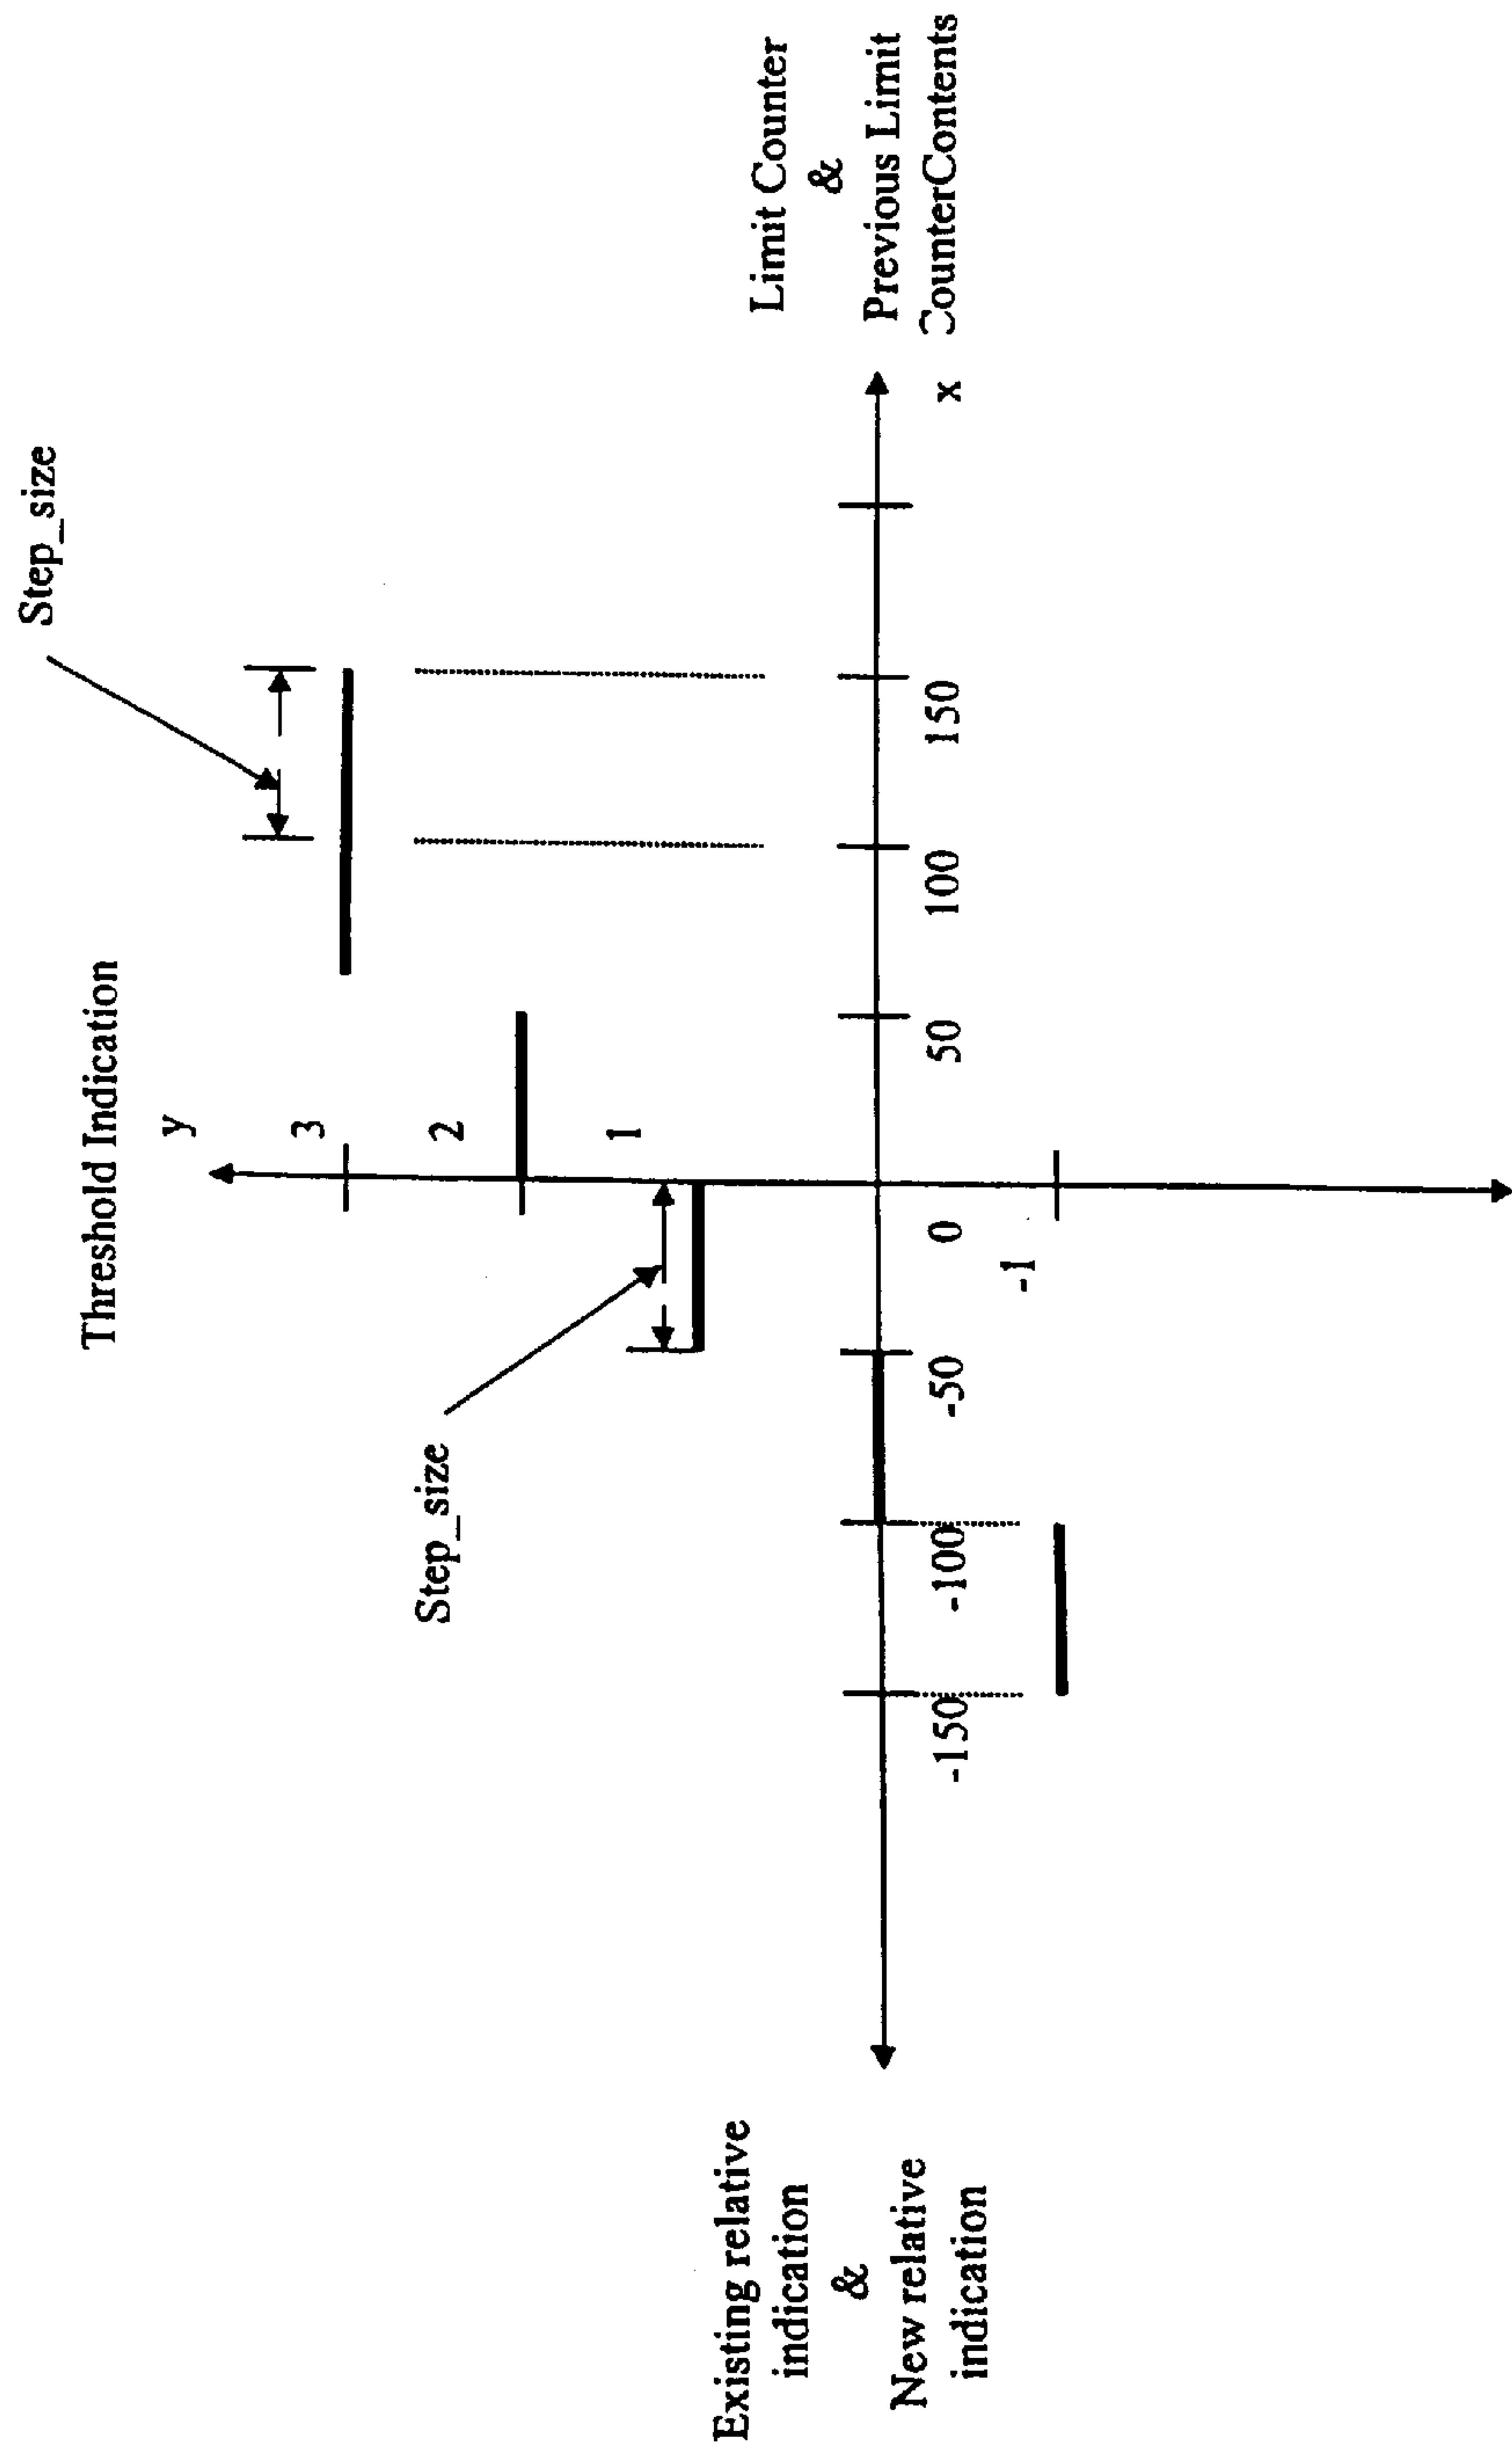 Threshold Indication
y
Step_size
3
2
1
Step_size
Limit Counter
&
Previous Limit
x CounterContents
Existing relative
indication
&
New relative
indication
-150
-100
-50
0
50
100
150
-1